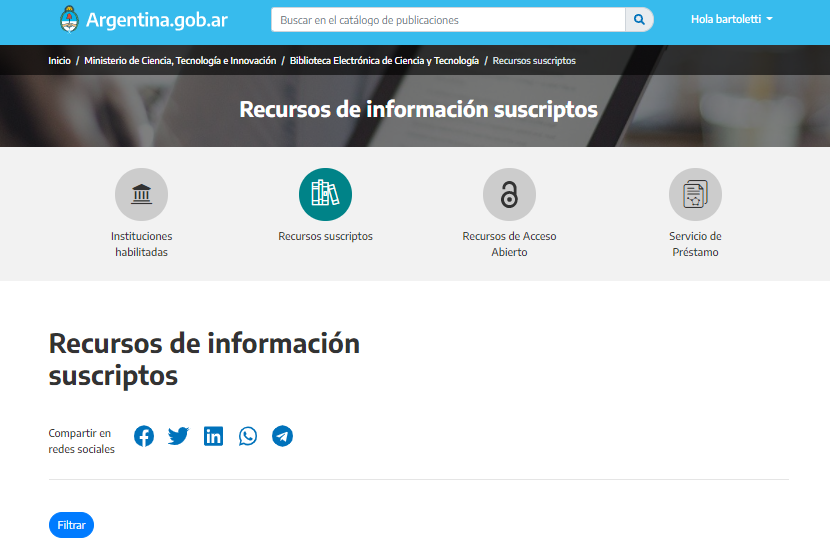 Argentina.gob.ar
Buscar en el catálogo de publicaciones
Hola bartoletti
Inicio / Ministerio de Ciencia, Tecnología e Innovación / Biblioteca Electrónica de Ciencia y Tecnología / Recursos suscriptos
Recursos de información suscriptos
Instituciones
habilitadas
Recursos suscriptos
Recursos de Acceso
Abierto
Servicio de
Préstamo
Recursos de información
suscriptos
Compartir en
redes sociales
Filtrar